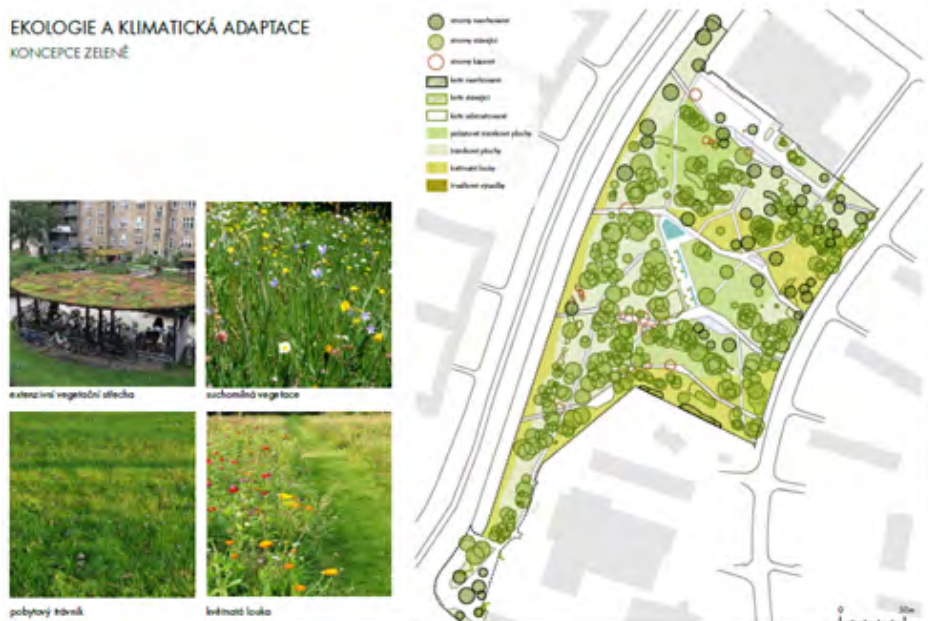 EKOLOGIE A KLIMATICKÁ ADAPTACE
KONCEPCE ZELENĚ
stromy navrhované
stromy stávající
stromy kácené
keře navrhované
keře stávající
keře odstraňované
pobytové trávníkové plochy
trávníkové plochy
květnaté louky
trvalkové výsadby
extenzivní vegetační střecha
suchomilná vegetace
pobytový trávník
květnatá louka
0 50m